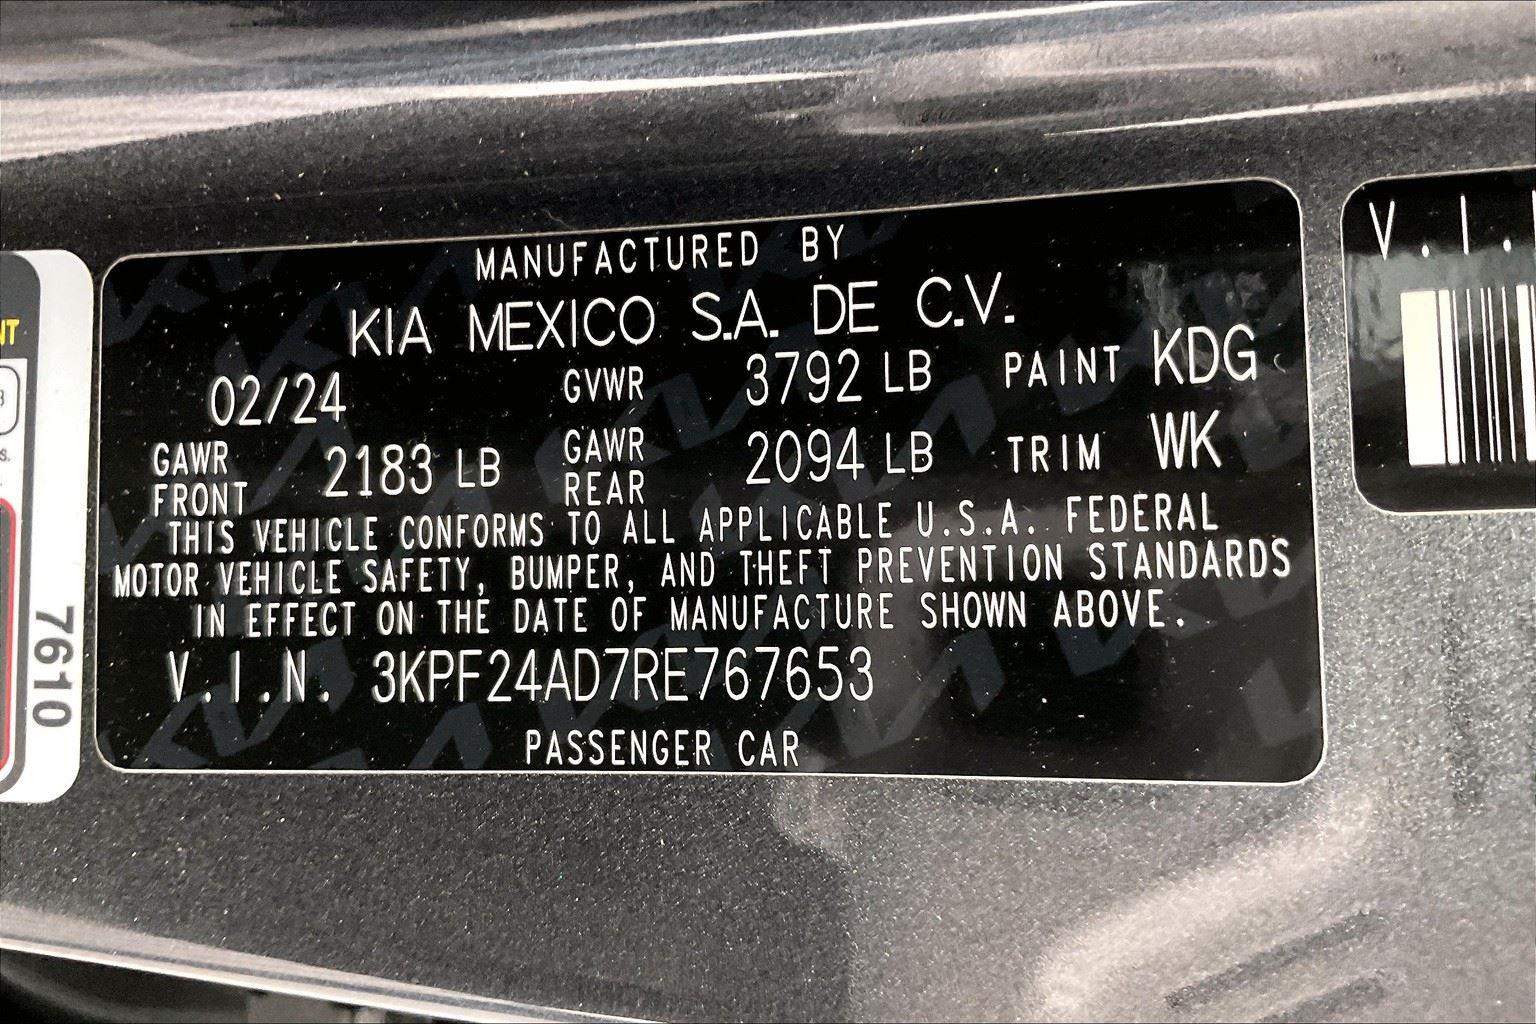 MANUFACTURED BY
KIA MEXICO S.A. DE C.V.
02/24 GVWR 3792 LB PAINT KDG
GAWR FRONT 2183 LB GAWR REAR 2094 LB TRIM WK
THIS VEHICLE CONFORMS TO ALL APPLICABLE U.S.A. FEDERAL
MOTOR VEHICLE SAFETY, BUMPER, AND THEFT PREVENTION STANDARDS
IN EFFECT ON THE DATE OF MANUFACTURE SHOWN ABOVE.
V.I.N. 3KPF24AD7RE767653
PASSENGER CAR
7610
V.I.